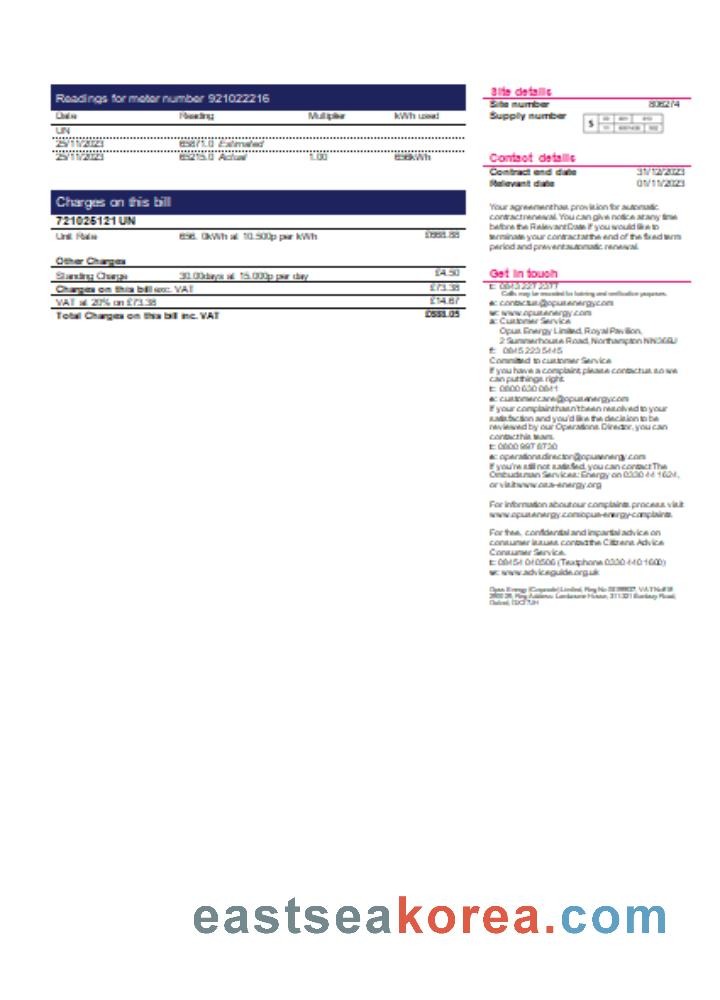 Readings for meter number 921022216
Date Reading Multiplier kWh used
UN
25/11/2023 65871.0 Estimated
25/11/2023 65215.0 Actual 1.00 656kWh
Charges on this bill
721025121 UN
Unit Rate 656. 0kWh at 10.500p per kWh
Other Charges
Standing Charge 30.00days at 15.000p per day £4.50
Charges on this bill exc. VAT £73.38
VAT at 20% on £73.38 £14.67
Total Charges on this bill inc. VAT
Site details
Site number 806274
Supply number
S
Contact details
Contract end date 31/12/2023
Relevant date 01/11/2023
Your agreement has provision for automatic
contract renewal. You can give notice at any time
before the Relevant Date if you would like to
terminate your contract at the end of the fixed term
period and prevent automatic renewal.
Get in touch
t: 0843 227 2377
Calls may be recorded for training and verification purposes.
e: contactus@opusenergy.com
w: www.opusenergy.com
a: Customer Service
Opus Energy Limited, Royal Pavilion,
2 Summerhouse Road, Northampton
f: 0845 223 5445
Committed to customer Service
If you have a complaint, please contact us so we
can put things right.
t: 0800 630 0841
e: customercare@opusenergy.com
If your complaint hasn't been resolved to your
satisfaction and you'd like the decision to be
reviewed by our Operations Director, you can
contact this team.
t: 0800 997 8730
e: operationsdirector@opusenergy.com
If you're still not satisfied, you can contact The
Ombudsman Services: Energy on 0330 44 1624,
or visit www.osa-energy.org
For information about our complaints process visit
www.opusenergy.com/opus-energy-complaints.
For free, confidential and impartial advice on
consumer issues contact the Citizens Advice
Consumer Service.
t: 08454 040506 (Textphone 0330 440 1600)
w: www.adviceguide.org.uk
Opus Energy (Corporate) Limited, Reg No
Reg Address: Lambourne House, 311-321 Banbury Road,
Oxford,
eastseakorea.com